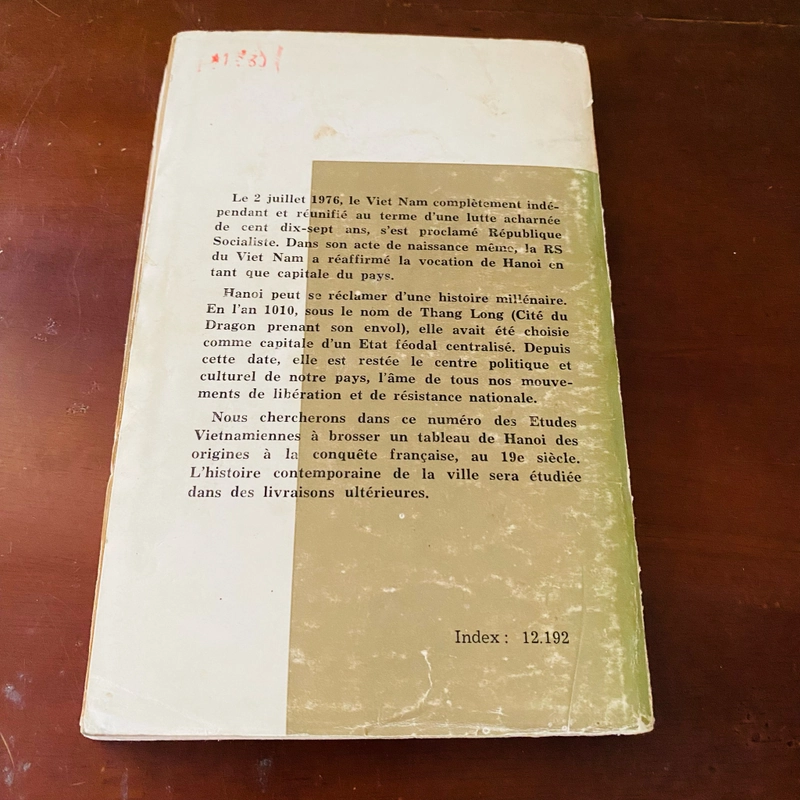 Le 2 juillet 1976, le Viet Nam complètement indé-
pendant et réunifié au terme d'une lutte acharnée
de cent dix-sept ans, s'est proclamé République
Socialiste. Dans son acte de naissance même, la RS
du Viet Nam a réaffirmé la vocation de Hanoi en
tant que capitale du pays.
Hanoi peut se réclamer d'une histoire millénaire.
En l'an 1010, sous le nom de Thang Long (Cité du
Dragon prenant son envol), elle avait été choisie
comme capitale d'un Etat féodal centralisé. Depuis
cette date, elle est restée le centre politique et
culturel de notre pays, l'âme de tous nos mouve-
ments de libération et de résistance nationale.
Nous chercherons dans ce numéro des Etudes
Vietnamiennes à brosser un tableau de Hanoi des
origines à la conquête française, au 19e siècle.
L'histoire contemporaine de la ville sera étudiée
dans des livraisons ultérieures.
Index : 12.192